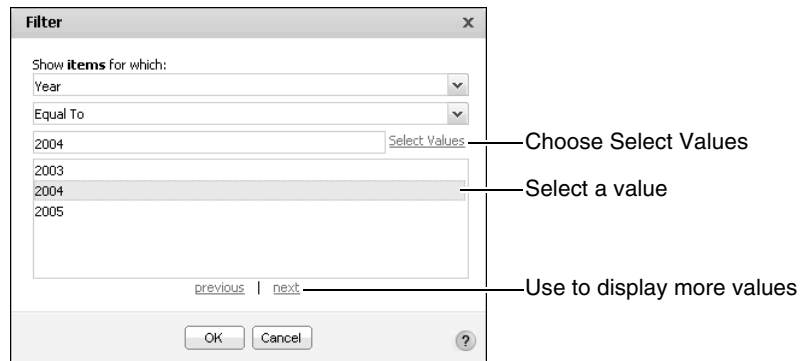 Filter x
Show items for which:
Year
Equal To
2004 Select Values Choose Select Values
2003
2004 Select a value
2005
previous | next Use to display more values
OK Cancel ?